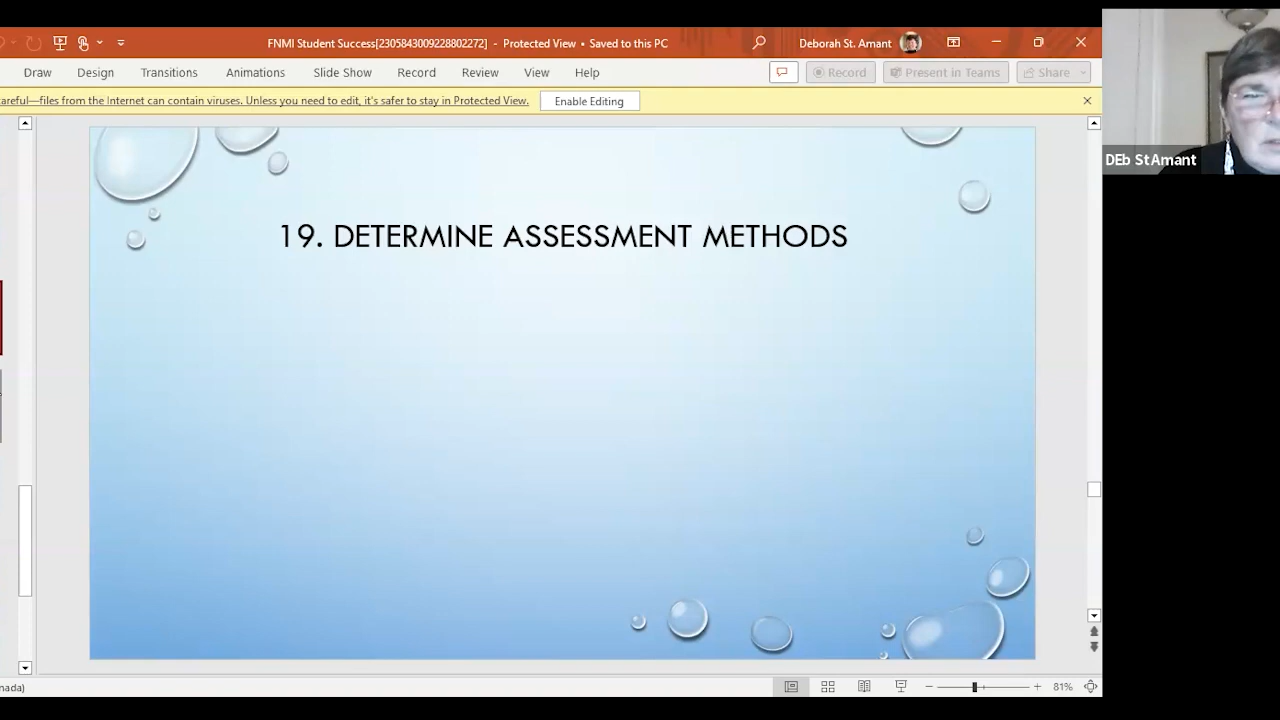 FNMI Student Success[2305843009228802272] - Protected View • Saved to this PC
Deborah St. Amant
Draw Design Transitions Animations Slide Show Record Review View Help
Record Present in Teams Share
areful—files from the Internet can contain viruses. Unless you need to edit, it's safer to stay in Protected View. Enable Editing
DEb StAmant
19. DETERMINE ASSESSMENT METHODS
nada)
81%